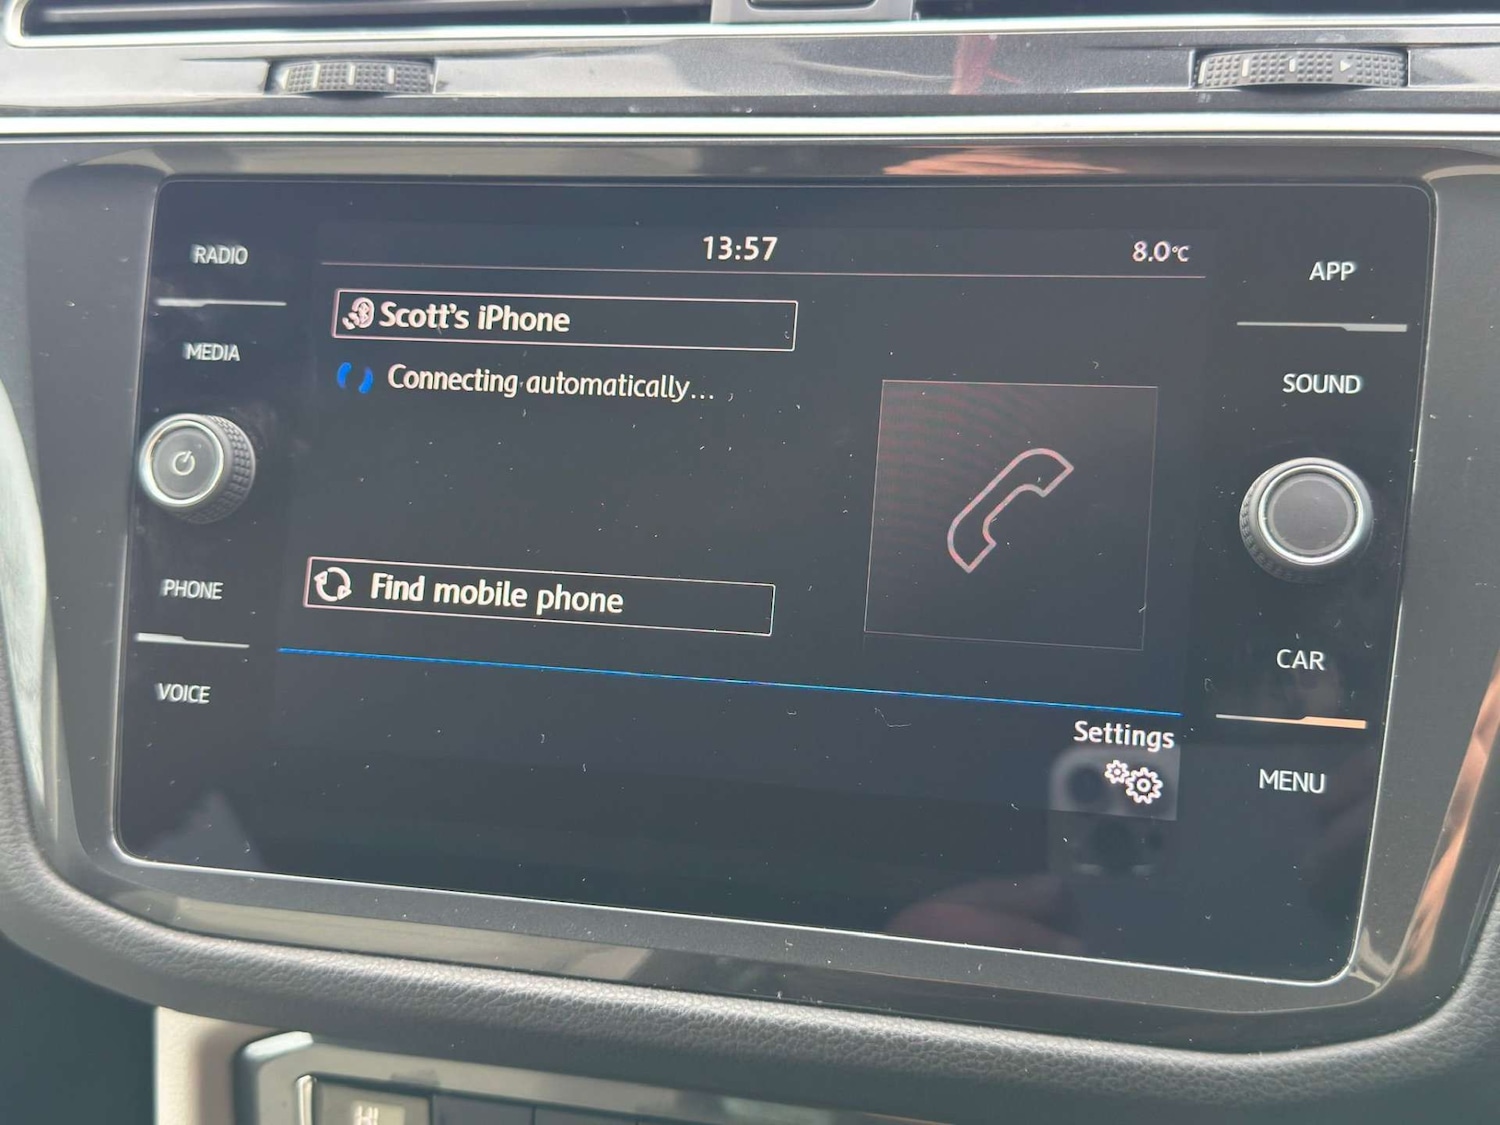 13:57
8.0°C
RADIO
MEDIA
PHONE
VOICE
Scott's iPhone
Connecting automatically...
Find mobile phone
Settings
APP
SOUND
CAR
MENU
HI